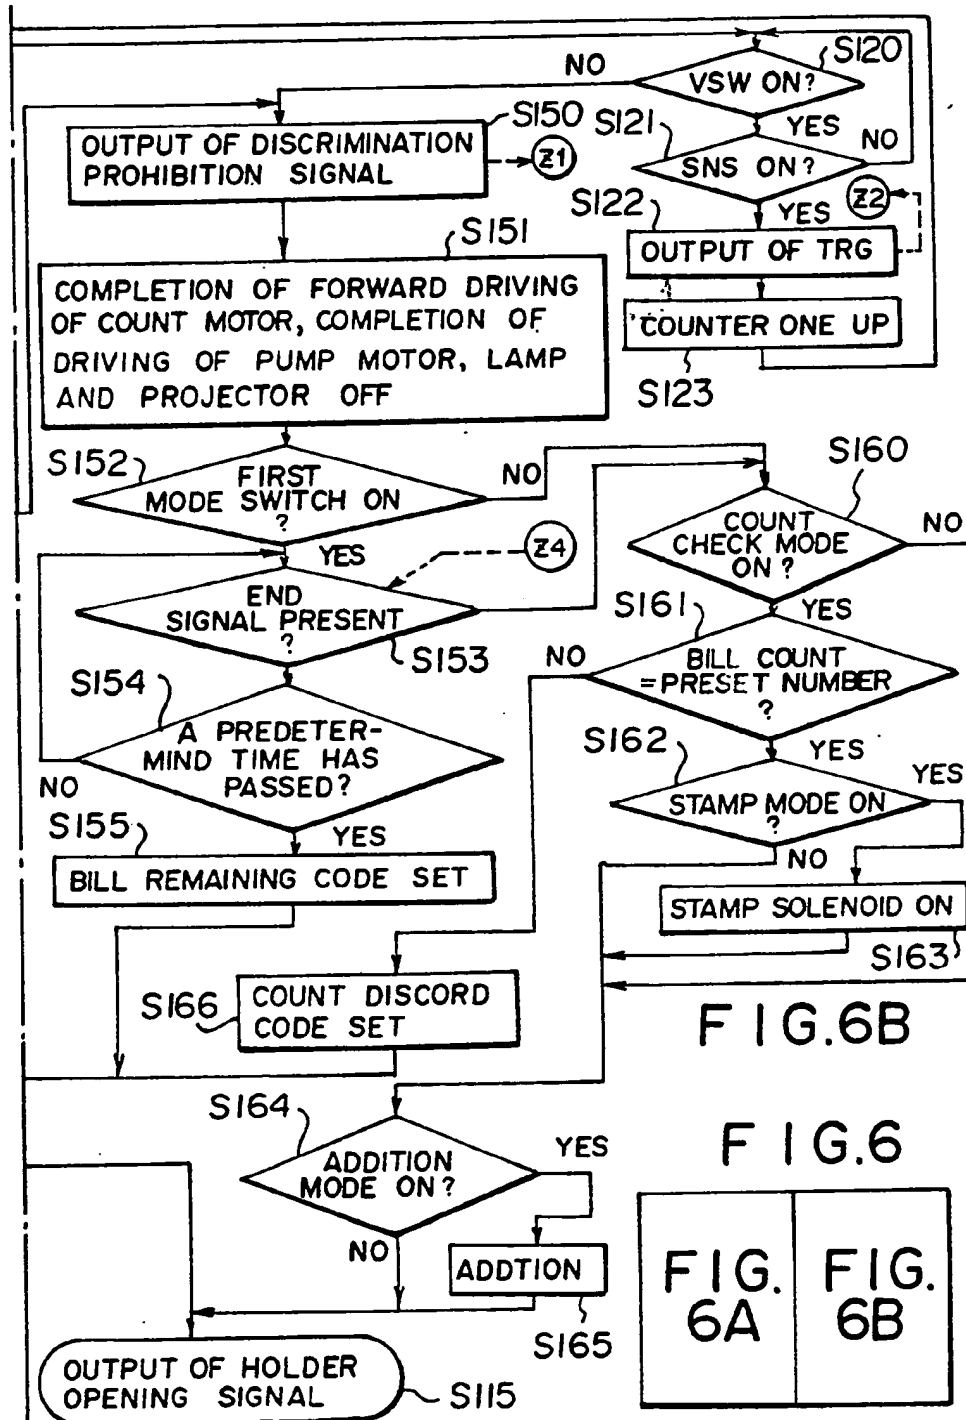 S120
NO
VSW ON?
S150
S121
YES
NO
OUTPUT OF DISCRIMINATION
PROHIBITION SIGNAL
Z1
SNS ON?
Z2
S122
YES
S151
OUTPUT OF TRG
COMPLETION OF FORWARD DRIVING
OF COUNT MOTOR, COMPLETION OF
DRIVING OF PUMP MOTOR, LAMP
AND PROJECTOR OFF
COUNTER ONE UP
S123
S152
FIRST
MODE SWITCH ON
?
NO
S160
YES
Z4
COUNT
CHECK MODE
ON?
NO
END
SIGNAL PRESENT
?
S153
S161
YES
NO
S154
BILL COUNT
=PRESET NUMBER
?
A PREDETER-
MIND TIME HAS
PASSED?
NO
S162
YES
YES
STAMP MODE ON
?
S155
YES
NO
BILL REMAINING CODE SET
STAMP SOLENOID ON
S163
S166
COUNT DISCORD
CODE SET
FIG.6B
S164
FIG.6
YES
ADDITION
MODE ON?
NO
ADDTION
S165
FIG.
6A
FIG.
6B
OUTPUT OF HOLDER
OPENING SIGNAL
S115